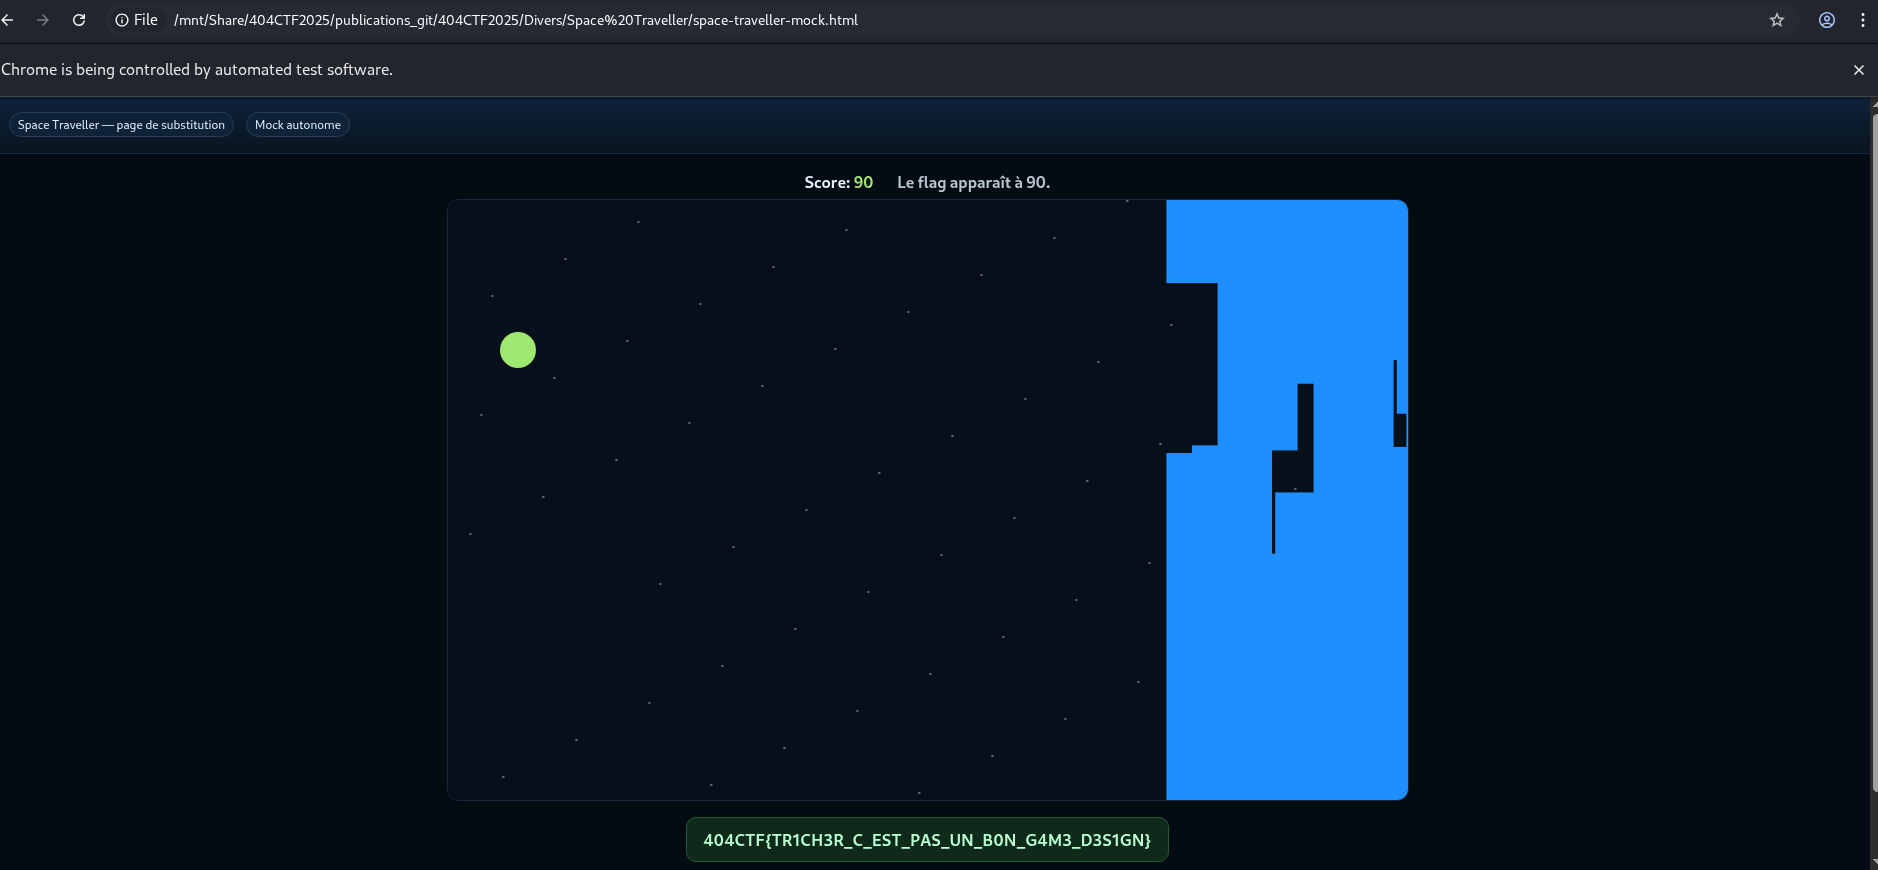 File /mnt/Share/404CTF2025/publications_git/404CTF2025/Divers/Space%20Traveller/space-traveller-mock.html
Chrome is being controlled by automated test software.
Space Traveller — page de substitution Mock autonome
Score: 90 Le flag apparaît à 90.
404CTF{TR1CH3R_C_EST_PAS_UN_B0N_G4M3_D3S1GN}